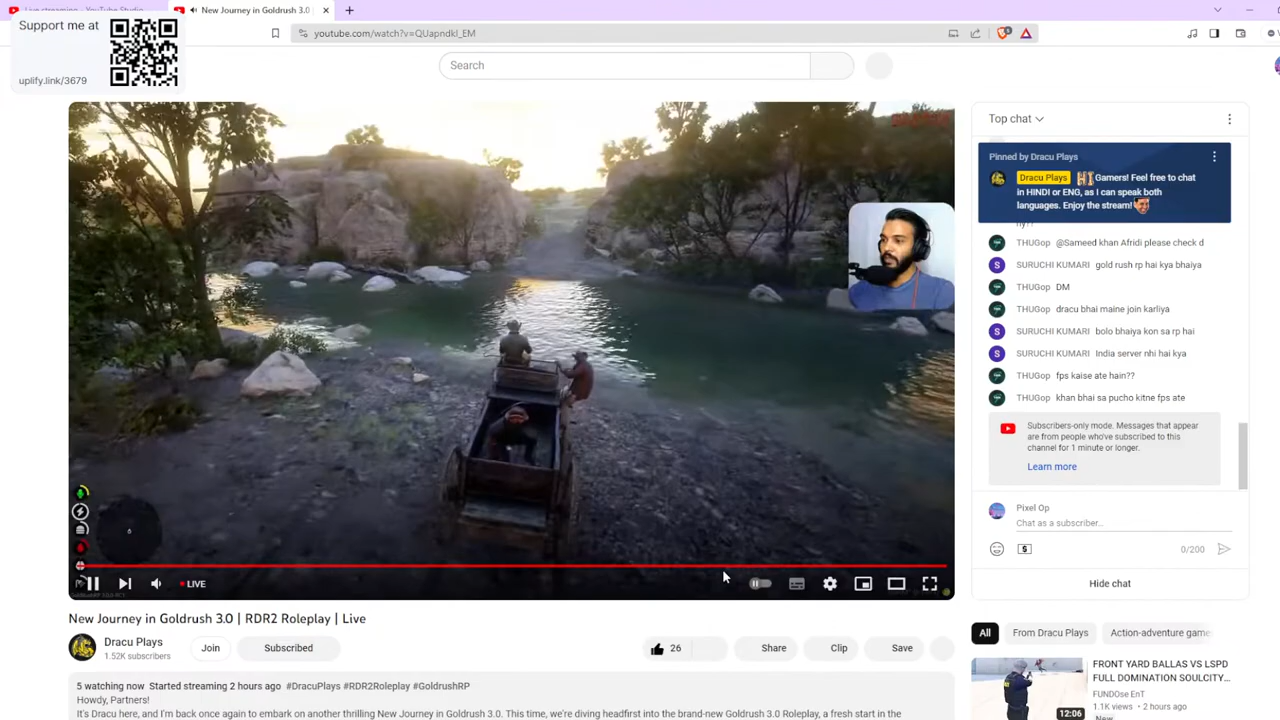 Live streaming - YouTube Studio
New Journey in Goldrush 3.0
Support me at
uplify.link/3679
youtube.com/watch?v=QUapndkl_EM
Search
LIVE
New Journey in Goldrush 3.0 | RDR2 Roleplay | Live
Dracu Plays
1.52K subscribers
Join
Subscribed
26
Share
Clip
Save
5 watching now Started streaming 2 hours ago #DracuPlays #RDR2Roleplay #GoldrushRP
Howdy, Partners!
It's Dracu here, and I'm back once again to embark on another thrilling New Journey in Goldrush 3.0. This time, we're diving headfirst into the brand-new Goldrush 3.0 Roleplay, a fresh start in the
Top chat
Pinned by Dracu Plays
Dracu Plays HI Gamers! Feel free to chat
in HINDI or ENG, as I can speak both
languages. Enjoy the stream!
ny??
THUGop @Sameed khan Afridi please check d
S SURUCHI KUMARI gold rush rp hai kya bhaiya
THUGop DM
THUGop dracu bhai maine join karliya
S SURUCHI KUMARI bolo bhaiya kon sa rp hai
S SURUCHI KUMARI India server nhi hai kya
THUGop fps kaise ate hain??
THUGop khan bhai sa pucho kitne fps ate
Subscribers-only mode. Messages that appear
are from people who've subscribed to this
channel for 1 minute or longer.
Learn more
Pixel Op
Chat as a subscriber...
0/200
Hide chat
All
From Dracu Plays
Action-adventure game
FRONT YARD BALLAS VS LSPD
FULL DOMINATION SOULCITY...
FUNDOse EnT
1.1K views • 2 hours ago
New
12:06